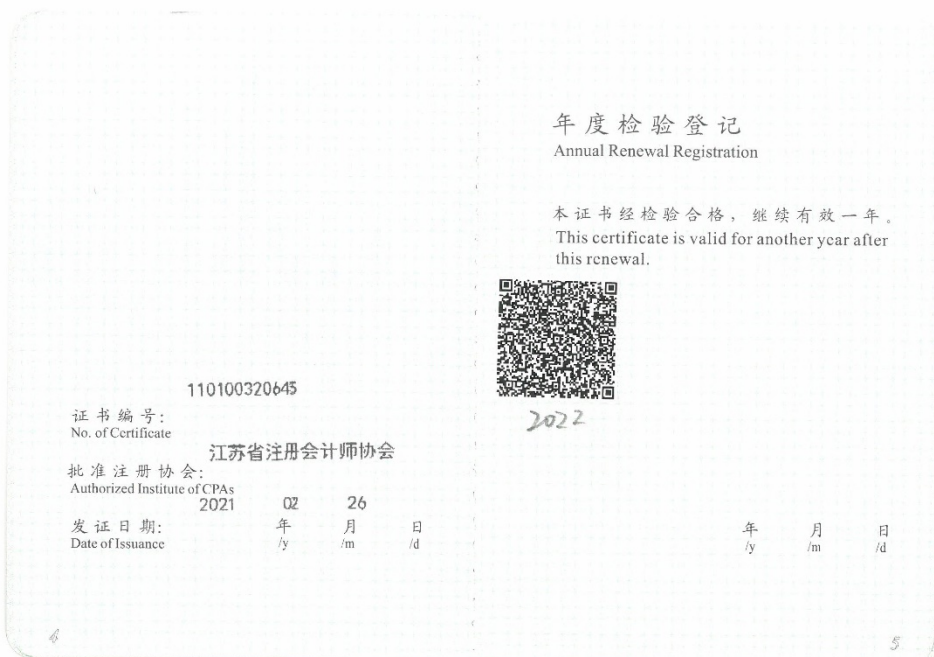 110100320645
证书编号:
No. of Certificate
江苏省注册会计师协会
批准注册协会:
Authorized Institute of CPAs
2021 02 26
发证日期: 年 月 日
Date of Issuance /y /m /d
年度检验登记
Annual Renewal Registration
本证书经检验合格，继续有效一年。
This certificate is valid for another year after
this renewal.
2022
年 月 日
/y /m /d
5